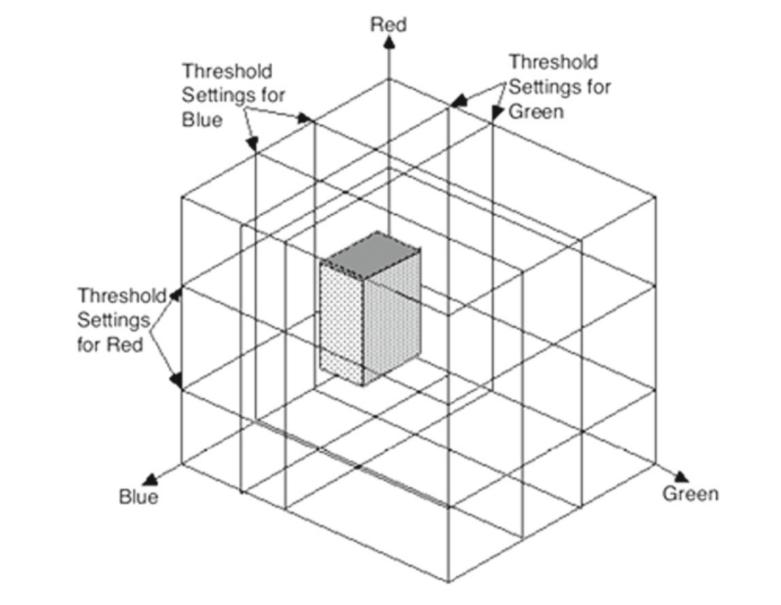 Red
Threshold
Settings for
Blue
Threshold
Settings for
Green
Threshold
Settings
for Red
Blue
Green